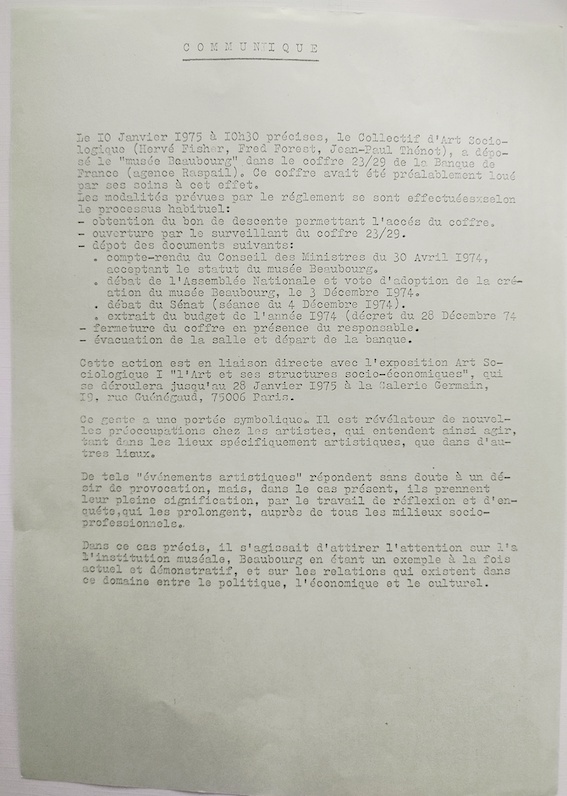 C O M M U N I Q U E
Le IO Janvier 1975 à IOh30 précises, le Collectif d'Art Socio-
logique (Hervé Fisher, Fred Forest, Jean-Paul Thénot), a dépo-
sé le "musée Beaubourg" dans le coffre 23/29 de la Banque de
France (agence Raspail). Ce coffre avait été préalablement loué
par ses soins à cet effet.
Les modalités prévues par le réglement se sont effectuéesxselon
le processus habituel:
- obtention du bon de descente permettant l'accés du coffre.
- ouverture par le surveillant du coffre 23/29.
- dépot des documents suivants:
. compte-rendu du Conseil des Ministres du 30 Avril 1974,
acceptant le statut du musée Beaubourg.
. débat de l'Assemblée Nationale et vote d'adoption de la cré-
ation du musée Beaubourg, le 3 Décembre 1974.
. débat du Sénat (séance du 4 Décembre 1974).
. extrait du budget de l'année 1974 (décret du 28 Décembre 74
- fermeture du coffre en présence du responsable.
- évacuation de la salle et départ de la banque.
Cette action est en liaison directe avec l'exposition Art So-
ciologique I "l'Art et ses structures socio-économiques", qui
se déroulera jusqu'au 28 Janvier 1975 à la Galerie Germain,
I9, rue Guénégaud, 75006 Paris.
Ce geste a une portée symbolique. Il est révélateur de nouvel-
les préoccupations chez les artistes, qui entendent ainsi agir,
tant dans les lieux spécifiquement artistiques, que dans d'au-
tres lieux.
De tels "événements artistiques" répondent sans doute à un dé-
sir de provocation, mais, dans le cas présent, ils prennent
leur pleine signification, par le travail de réflexion et d'en-
quête,qui les prolongent, auprès de tous les milieux socio-
professionnels.
Dans ce cas précis, il s'agissait d'attirer l'attention sur l'a
l'institution muséale, Beaubourg en étant un exemple à la fois
actuel et démonstratif, et sur les relations qui existent dans
ce domaine entre le politique, l'économique et le culturel.